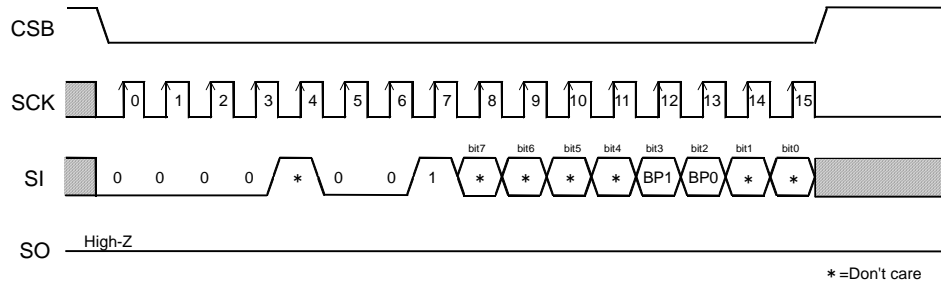 CSB
SCK 0 1 2 3 4 5 6 7 8 9 10 11 12 13 14 15
bit7 bit6 bit5 bit4 bit3 bit2 bit1 bit0
SI 0 0 0 0 * 0 0 1 * * * * BP1 BP0 * *
SO High-Z
*=Don't care